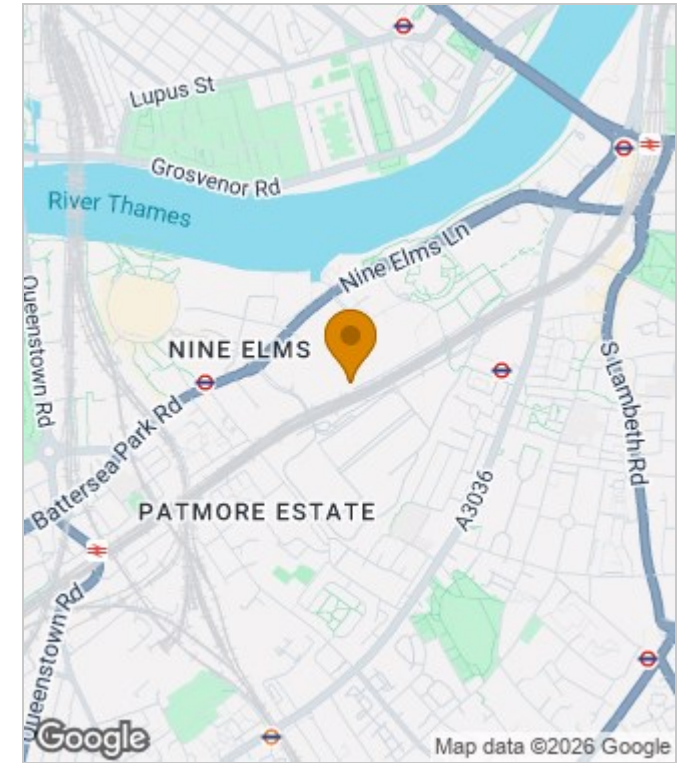 Lupus St
Grosvenor Rd
River Thames
Nine Elms Ln
Queenstown Rd
NINE ELMS
S Lambeth Rd
Battersea Park Rd
A3036
PATMORE ESTATE
Queenstown Rd
Google
Map data ©2026 Google